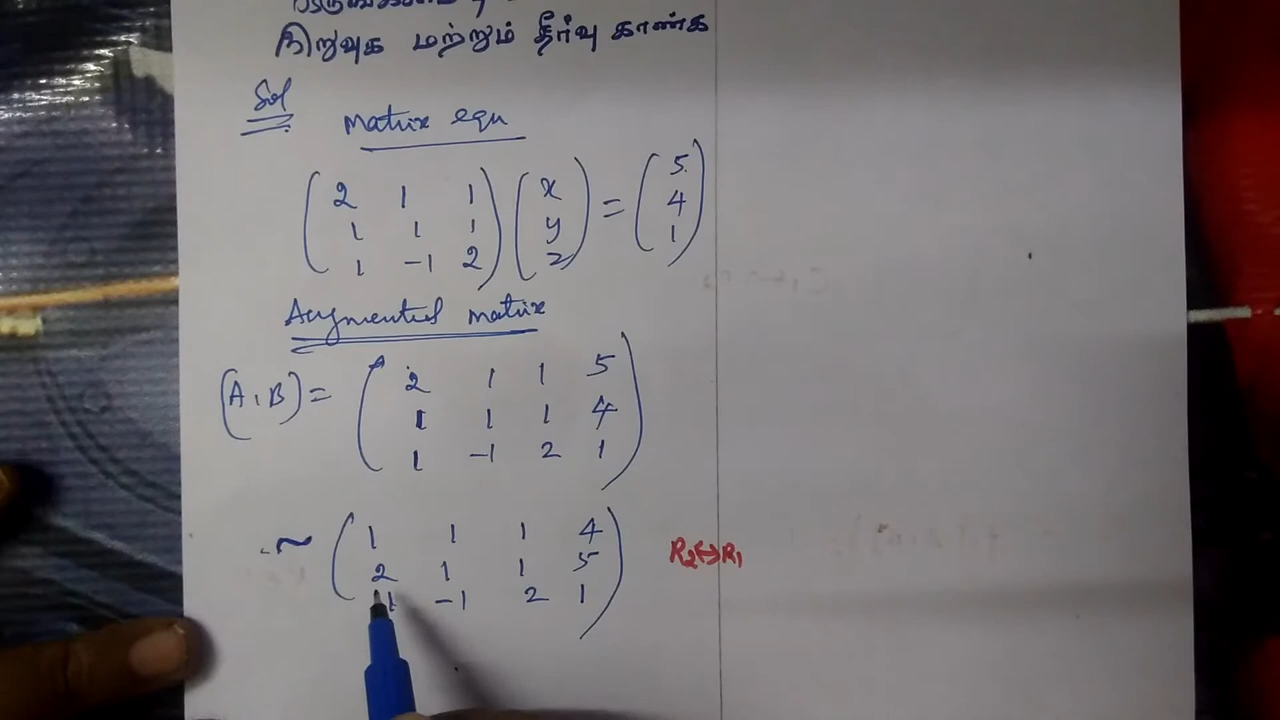 நிறுவுக மற்றும் தீர்வு காண்க
Sol
Matrix equ
( 2 1 1 ) ( x ) = ( 5 )
( 1 1 1 ) ( y ) ( 4 )
( 1 -1 2 ) ( z ) ( 1 )
Augmented matrix
(A, B) = ( 2 1 1 5 )
( 1 1 1 4 )
( 1 -1 2 1 )
~ ( 1 1 1 4 ) R2↔R1
( 2 1 1 5 )
( 1 -1 2 1 )